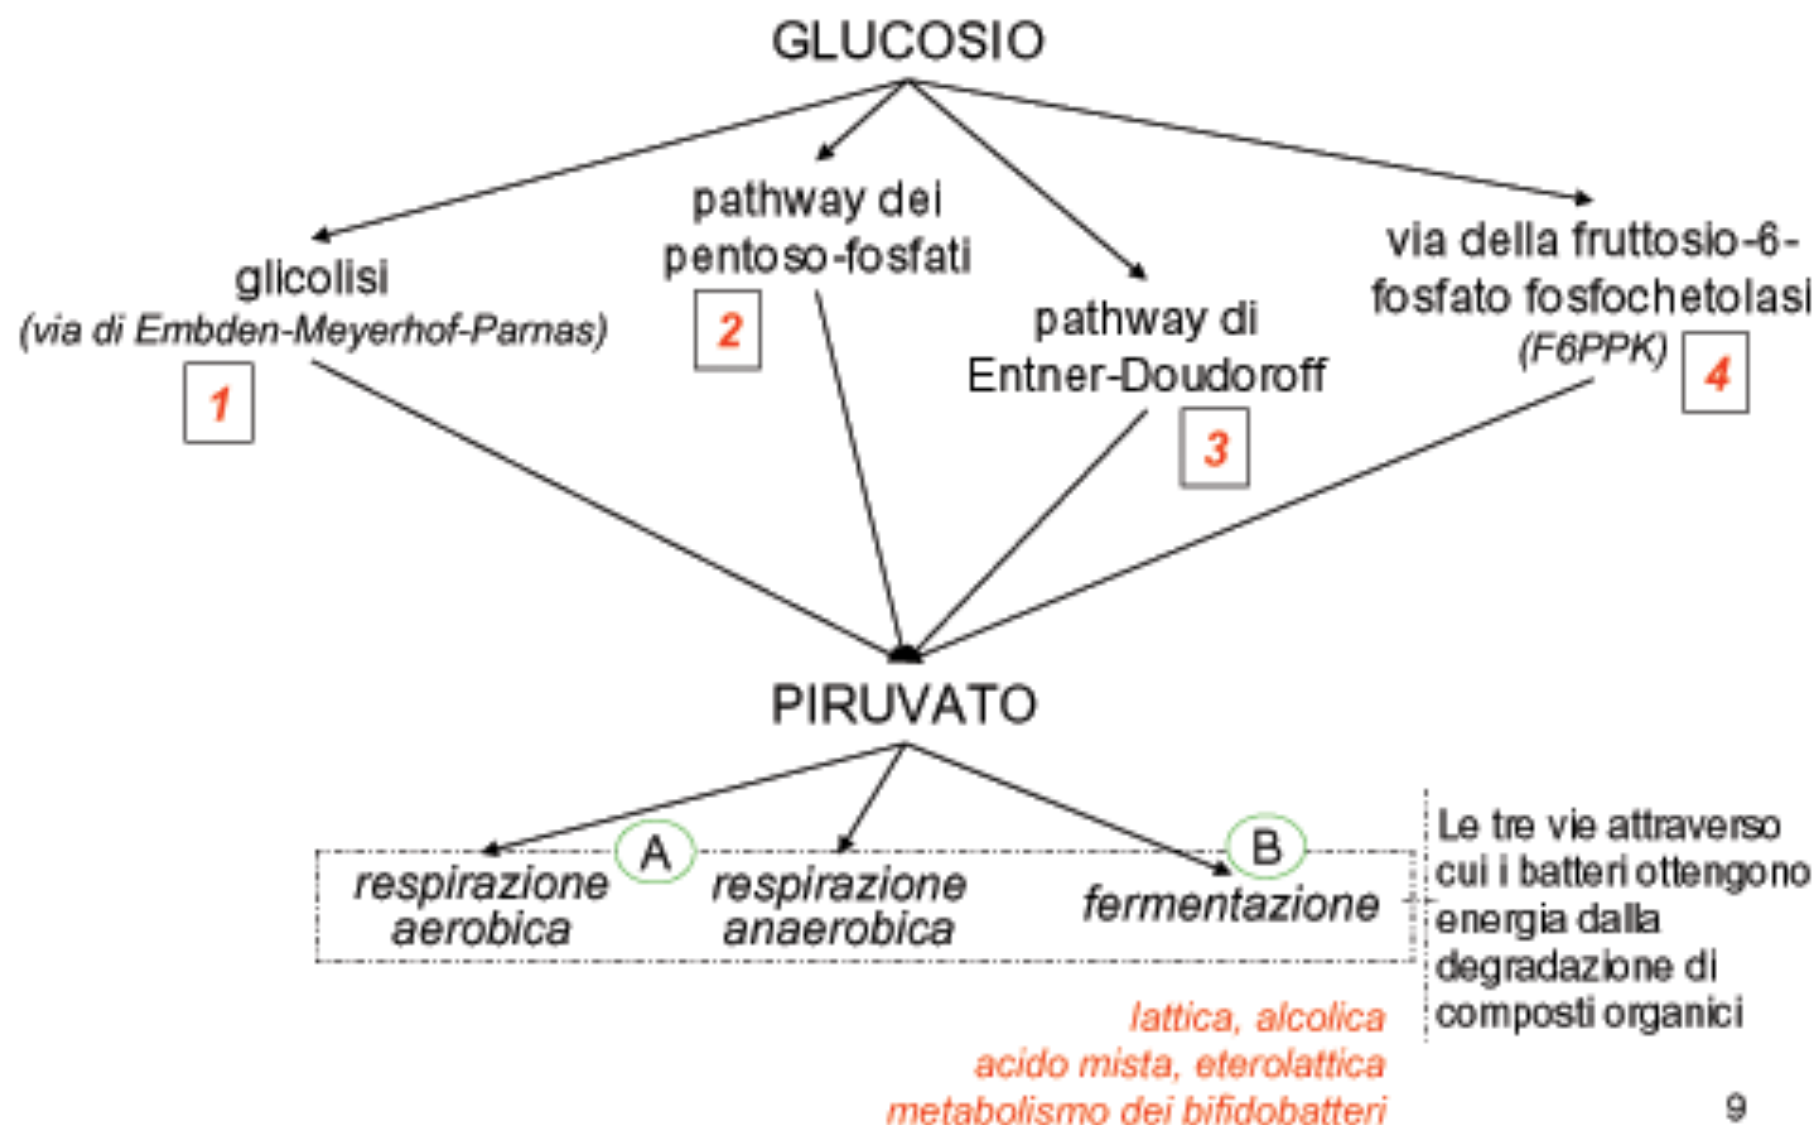 GLUCOSIO
pathway dei
pentoso-fosfati
2
glicolisi
(via di Embden-Meyerhof-Parnas)
1
pathway di
Entner-Doudoroff
3
via della fruttosio-6-
fosfato fosfochetolasi
(F6PPK)
4
PIRUVATO
A
B
respirazione
aerobica
respirazione
anaerobica
fermentazione
Le tre vie attraverso
cui i batteri ottengono
energia dalla
degradazione di
composti organici
lattica, alcolica
acido mista, eterolattica
metabolismo dei bifidobatteri
9